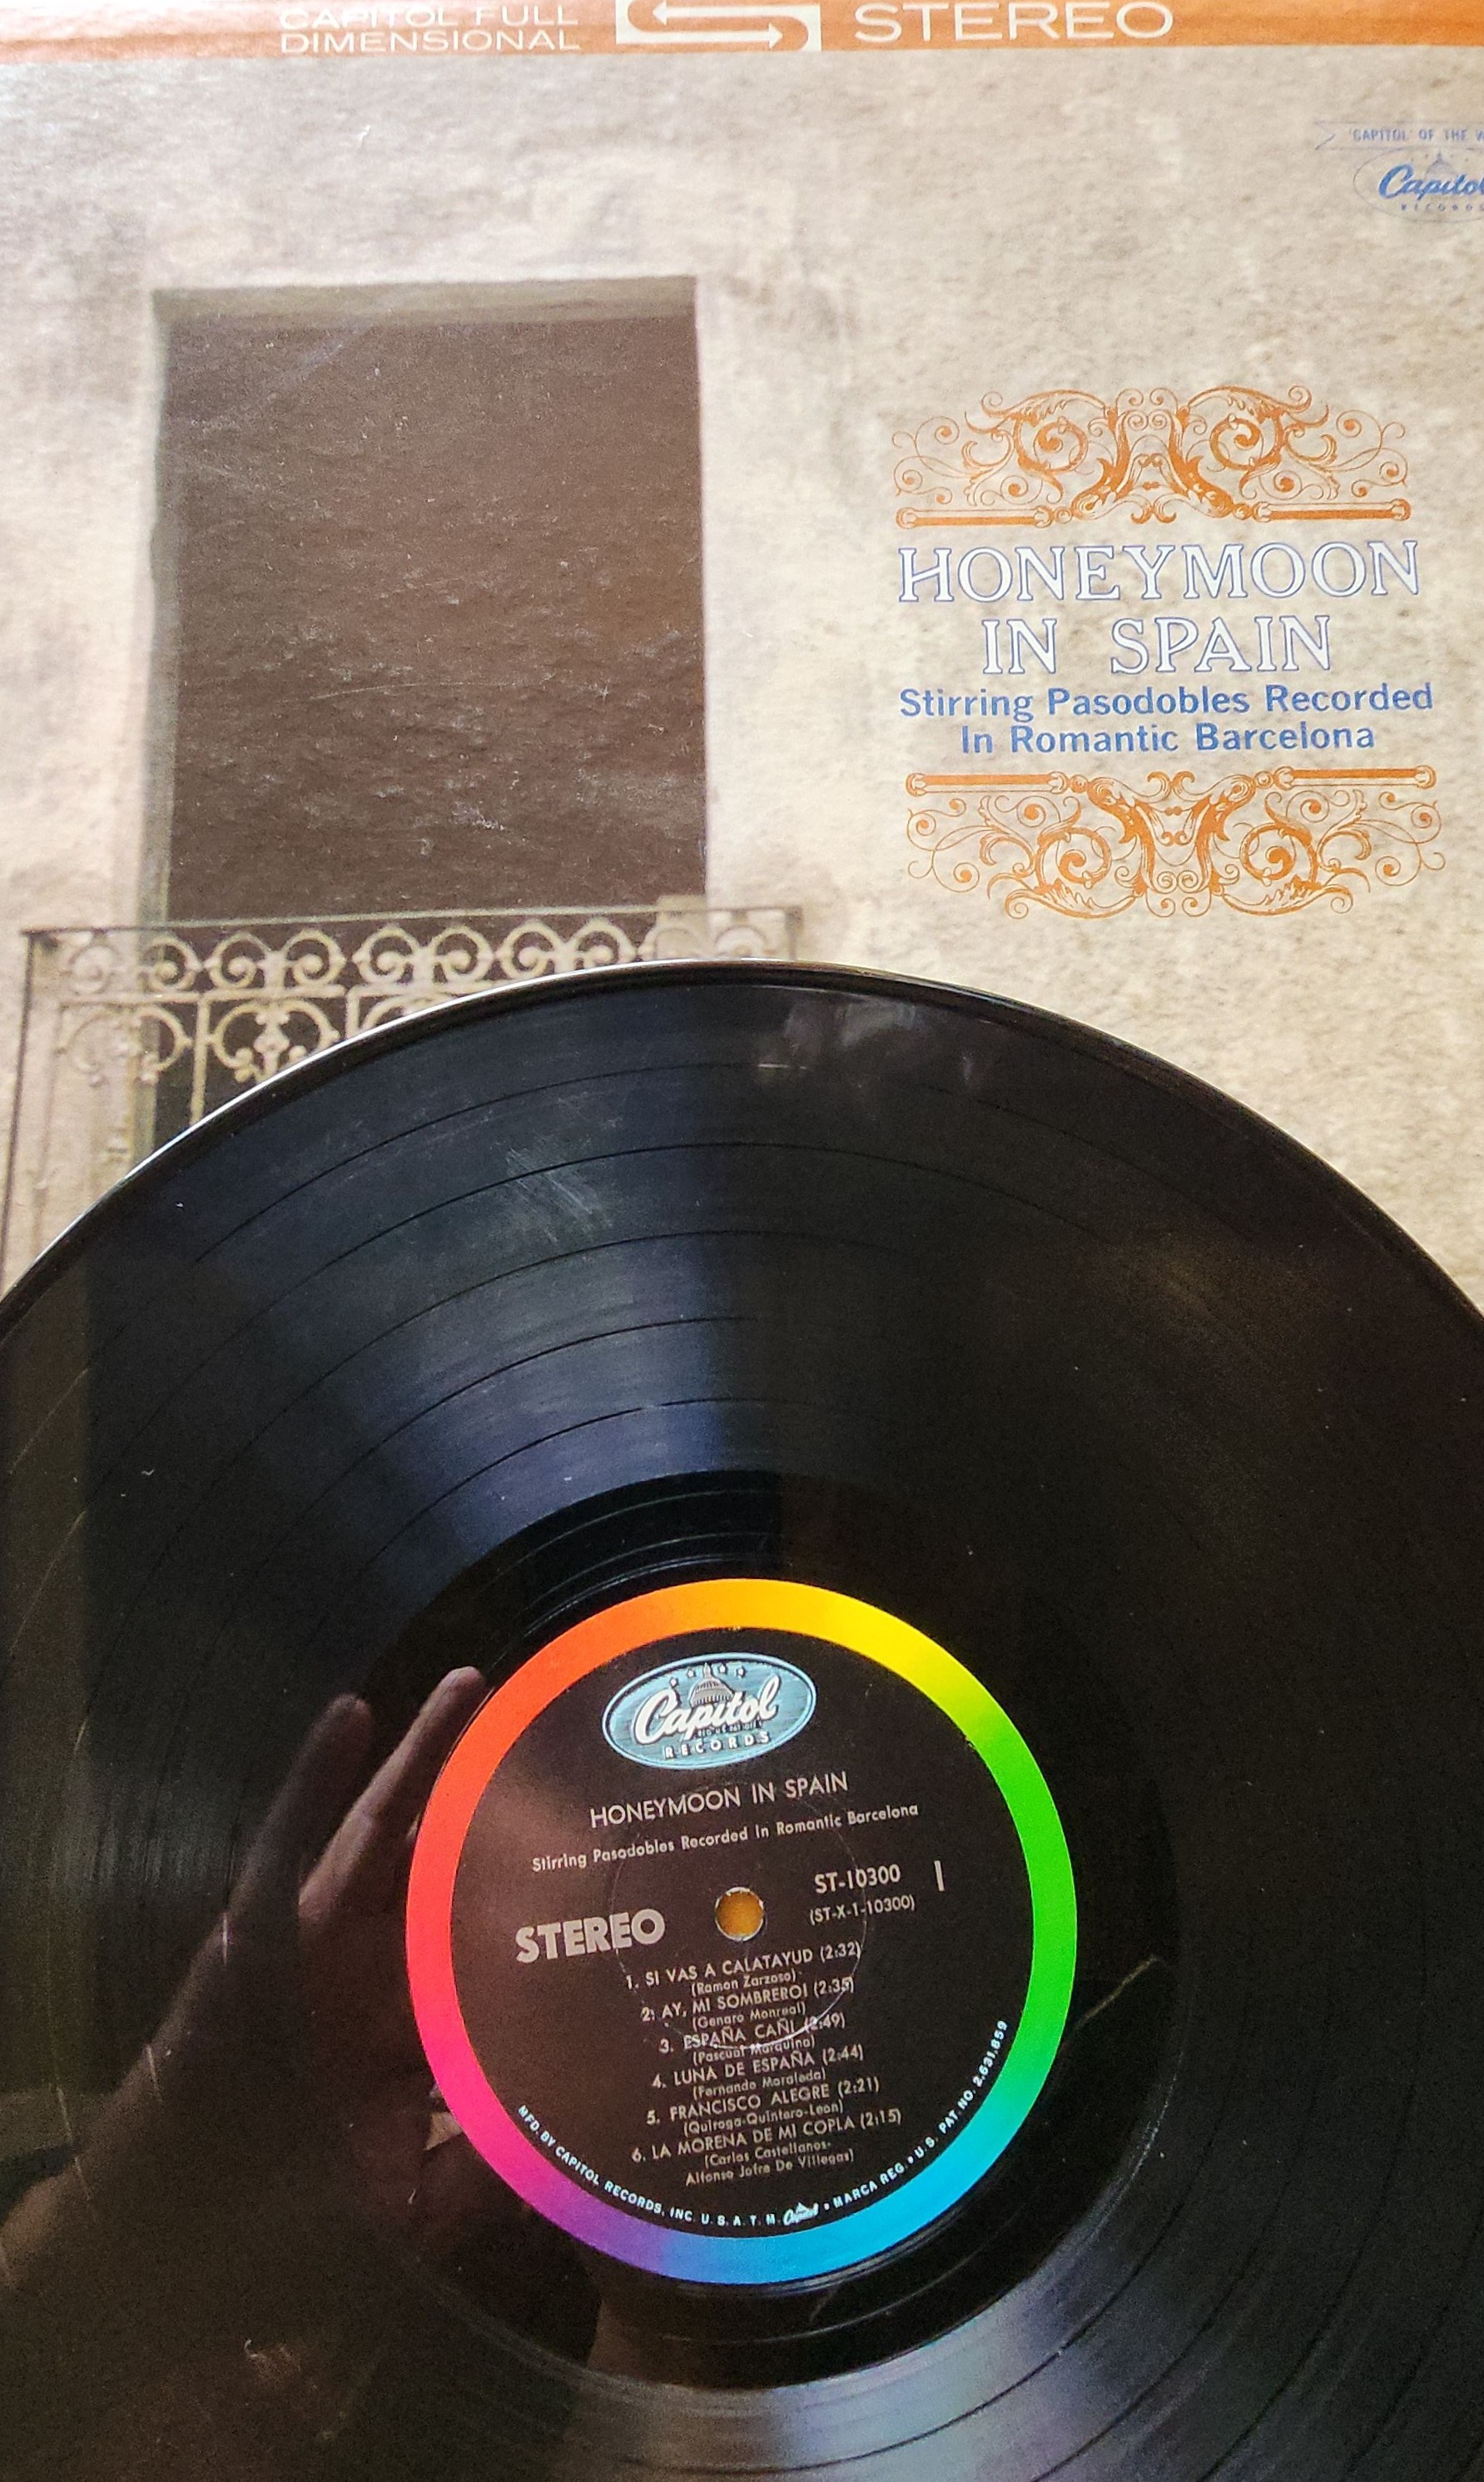 CAPITOL FULL
DIMENSIONAL
STEREO
'CAPITOL' OF THE
Capitol
RECORDS
HONEYMOON
IN SPAIN
Stirring Pasodobles Recorded
In Romantic Barcelona
Capitol
RECORDS
HONEYMOON IN SPAIN
Stirring Pasodobles Recorded In Romantic Barcelona
STEREO
ST-10300 1
(ST-X-1-10300)
1. SI VAS A CALATAYUD (2:32)
(Ramon Zarzoso)
2. AY, MI SOMBRERO! (2:35)
(Genaro Monreal)
3. ESPAÑA CAÑI (2:49)
(Pascual Marquina)
4. LUNA DE ESPAÑA (2:44)
(Fernando Moraleda)
5. FRANCISCO ALEGRE (2:21)
(Quiroga-Quintero-Leon)
6. LA MORENA DE MI COPLA (2:15)
(Carlos Castellanos-
Alfonso Jofre De Villegas)
MFD. BY CAPITOL RECORDS, INC. U. S. A. T. M. Capitol • MARCA REG. • U.S. PAT. NO. 2,631,859